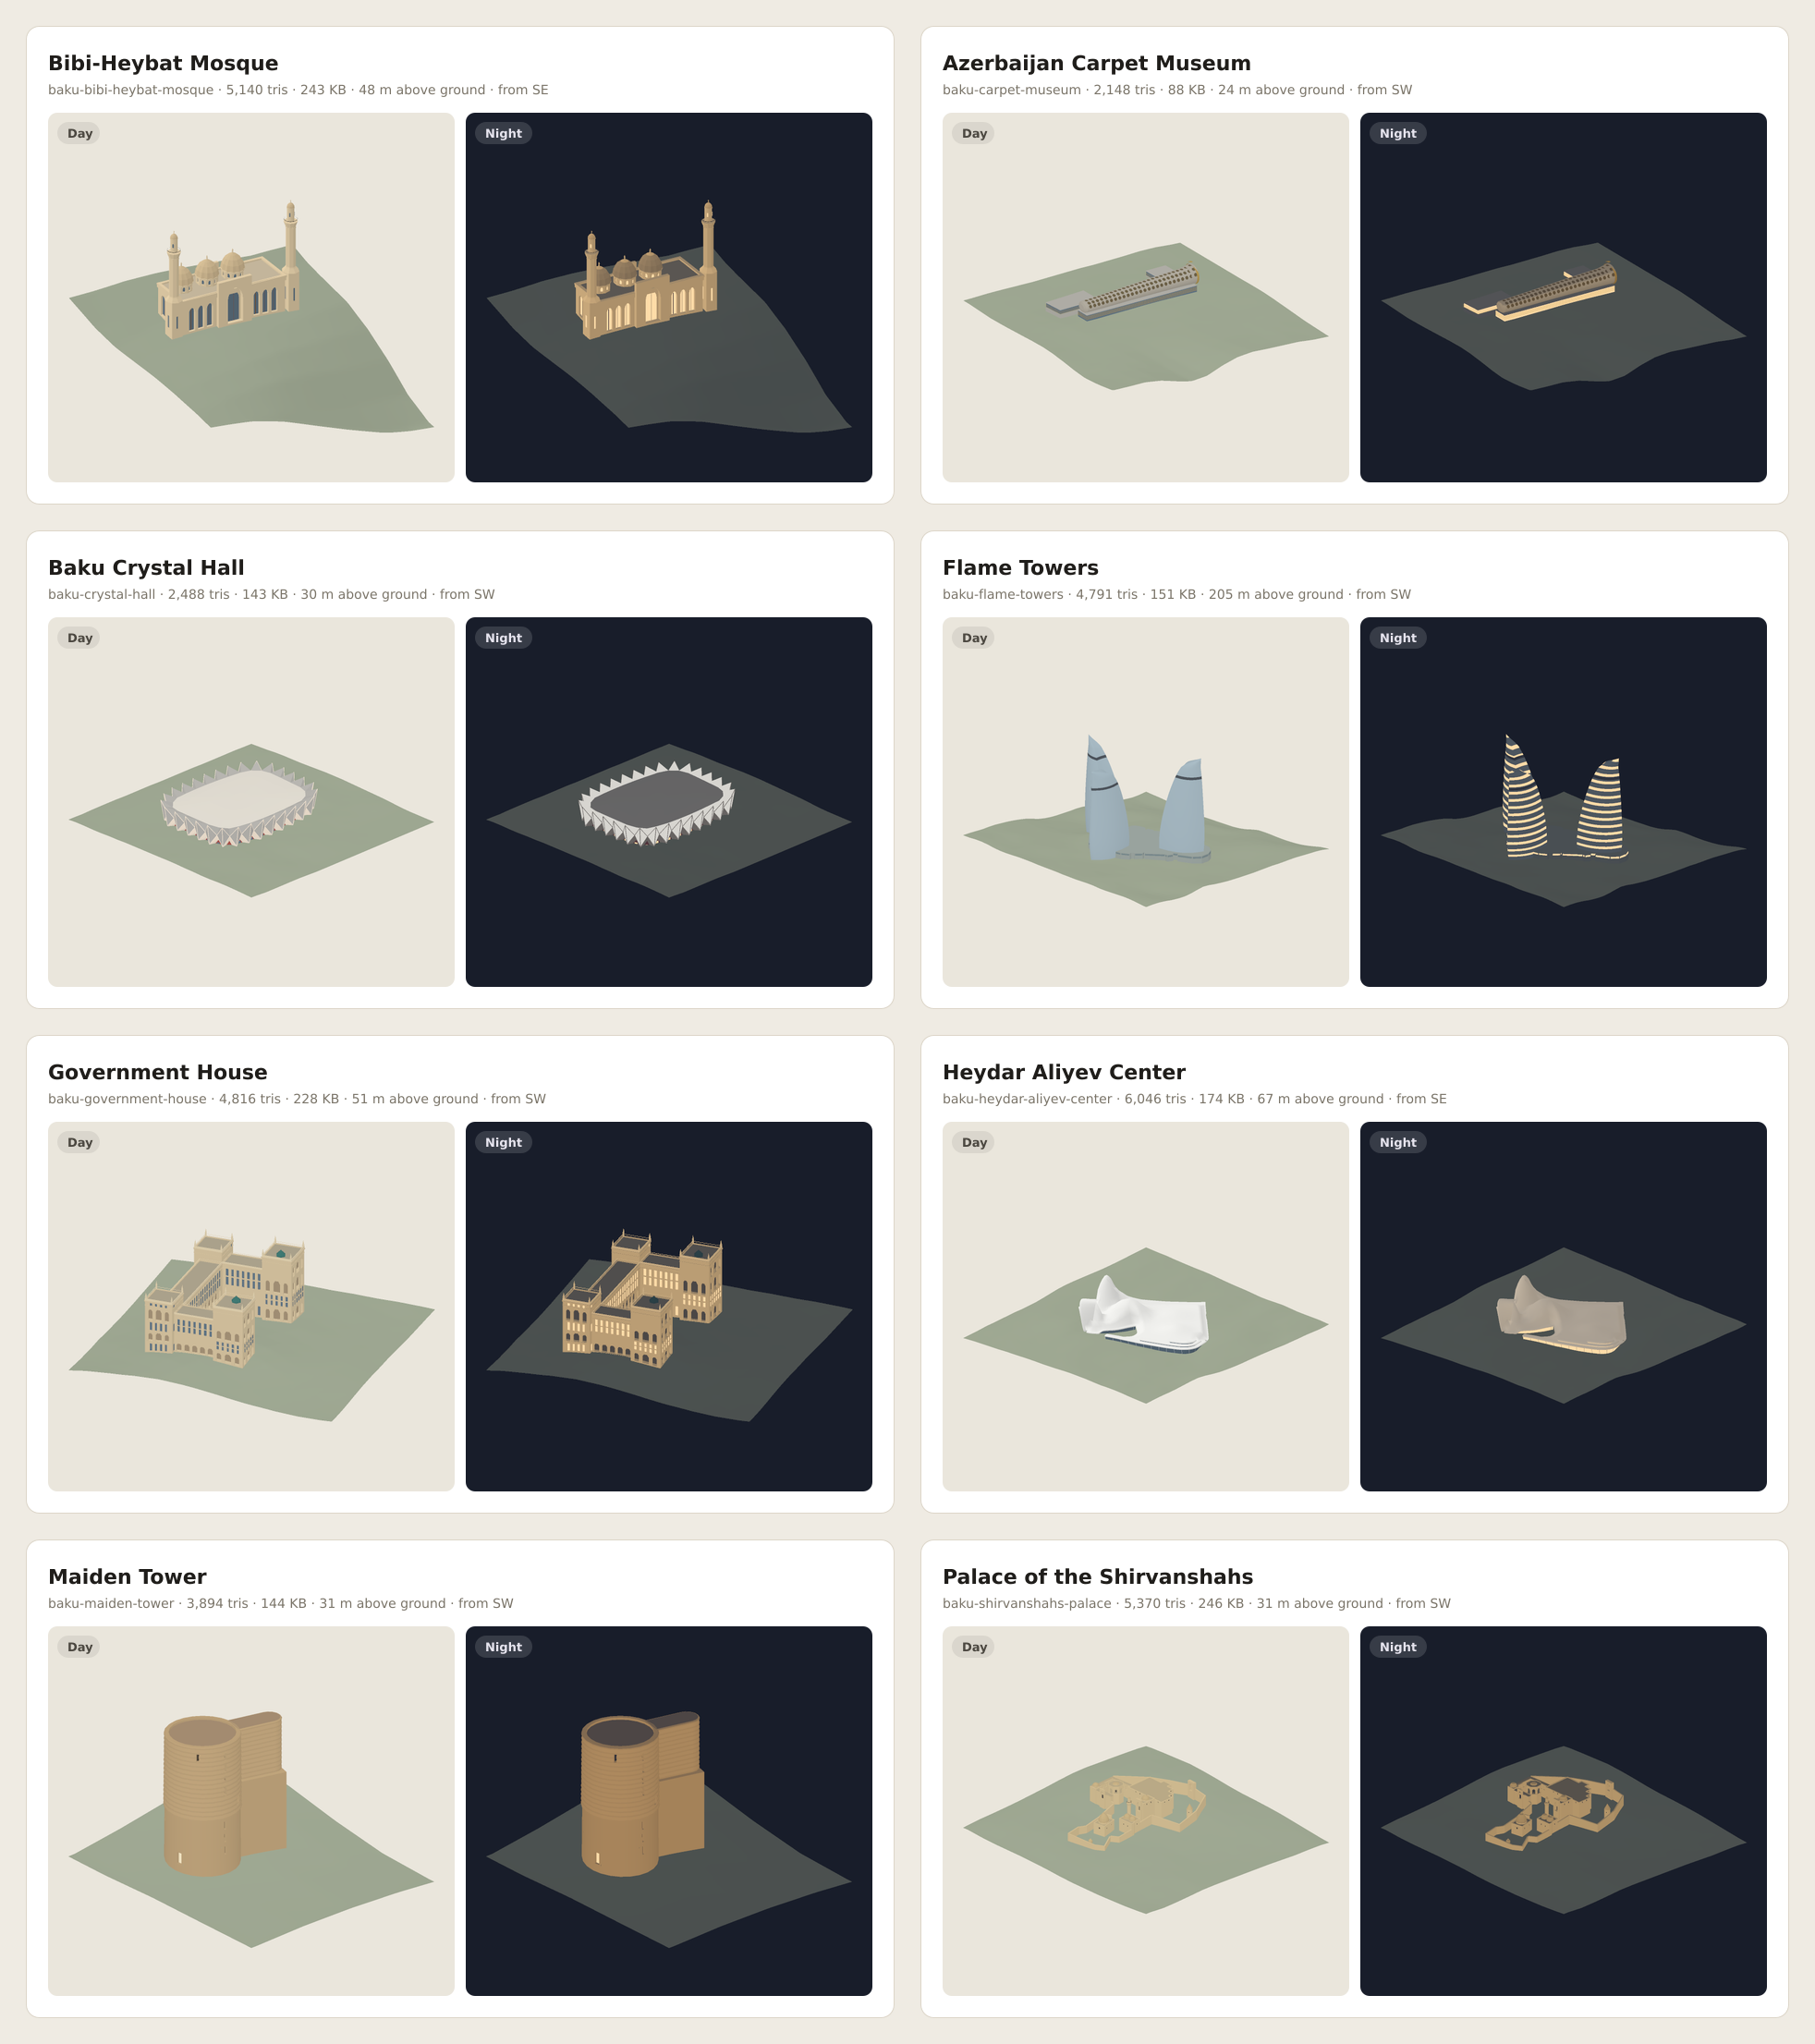 Bibi-Heybat Mosque
baku-bibi-heybat-mosque · 5,140 tris · 243 KB · 48 m above ground · from SE
Day
Night
Azerbaijan Carpet Museum
baku-carpet-museum · 2,148 tris · 88 KB · 24 m above ground · from SW
Day
Night
Baku Crystal Hall
baku-crystal-hall · 2,488 tris · 143 KB · 30 m above ground · from SW
Day
Night
Flame Towers
baku-flame-towers · 4,791 tris · 151 KB · 205 m above ground · from SW
Day
Night
Government House
baku-government-house · 4,816 tris · 228 KB · 51 m above ground · from SW
Day
Night
Heydar Aliyev Center
baku-heydar-aliyev-center · 6,046 tris · 174 KB · 67 m above ground · from SE
Day
Night
Maiden Tower
baku-maiden-tower · 3,894 tris · 144 KB · 31 m above ground · from SW
Day
Night
Palace of the Shirvanshahs
baku-shirvanshahs-palace · 5,370 tris · 246 KB · 31 m above ground · from SW
Day
Night